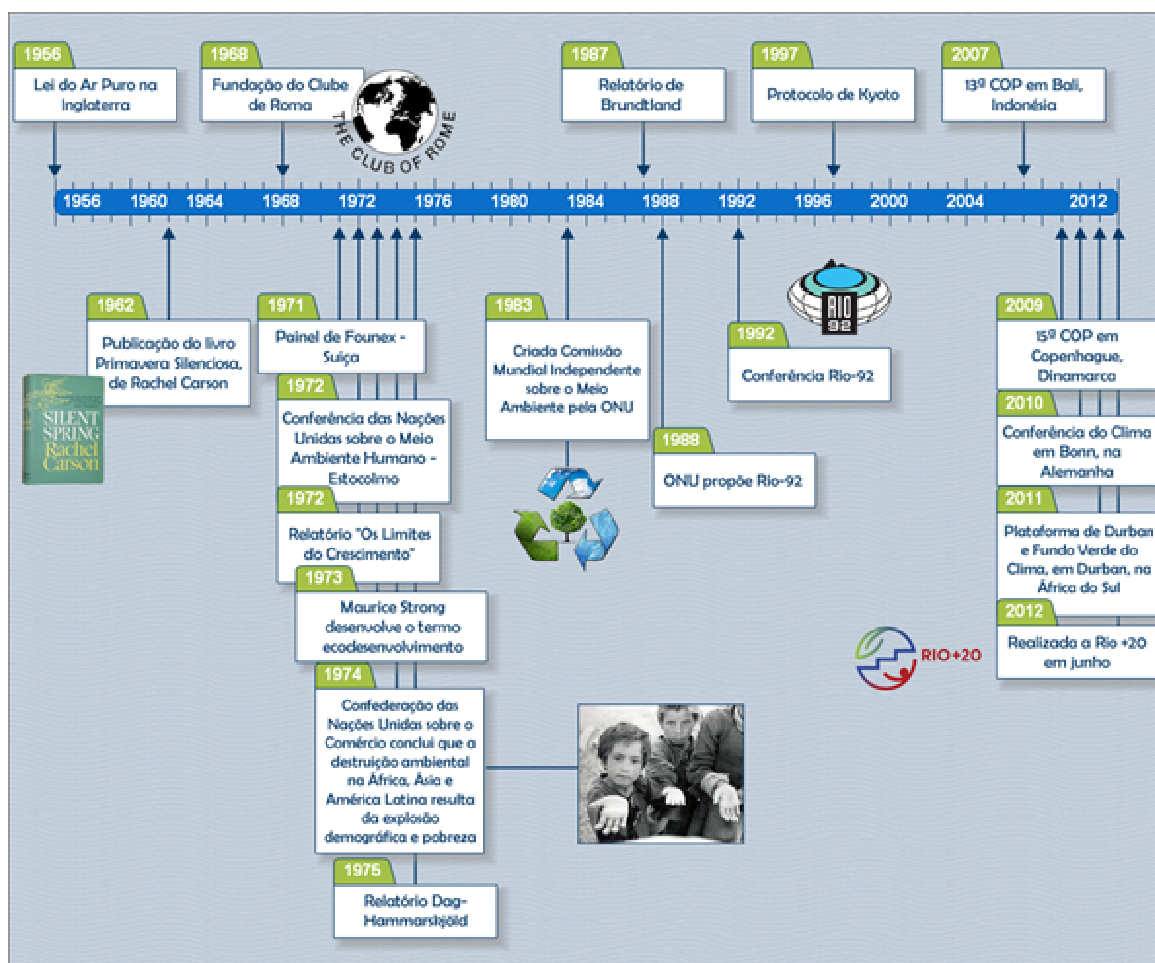 1956
Lei do Ar Puro na
Inglaterra
1968
Fundação do Clube
de Roma
THE CLUB OF ROME
1987
Relatório de
Brundtland
1997
Protocolo de Kyoto
2007
13ª COP em Bali,
Indonésia
1956 1960 1964 1968 1972 1976 1980 1984 1988 1992 1996 2000 2004 2012
1962
Publicação do livro
Primavera Silenciosa,
de Rachel Carson
SILENT
SPRING
Rachel
Carson
1971
Painel de Founex -
Suiça
1972
Conferência das Nações
Unidas sobre o Meio
Ambiente Humano -
Estocolmo
1972
Relatório "Os Limites
do Crescimento"
1973
Maurice Strong
desenvolve o termo
ecodesenvolvimento
1974
Confederação das
Nações Unidas sobre o
Comércio conclui que a
destruição ambiental
na África, Ásia e
América Latina resulta
da explosão
demográfica e pobreza
1975
Relatório Dag-
Hammarskjöld
1983
Criada Comissão
Mundial Independente
sobre o Meio
Ambiente pela ONU
1988
ONU propõe Rio-92
RIO
92
1992
Conferência Rio-92
2009
15ª COP em
Copenhague,
Dinamarca
2010
Conferência do Clima
em Bonn, na
Alemanha
2011
Plataforma de Durban
e Fundo Verde do
Clima, em Durban, na
África do Sul
2012
Realizada a Rio +20
em junho
RIO+20